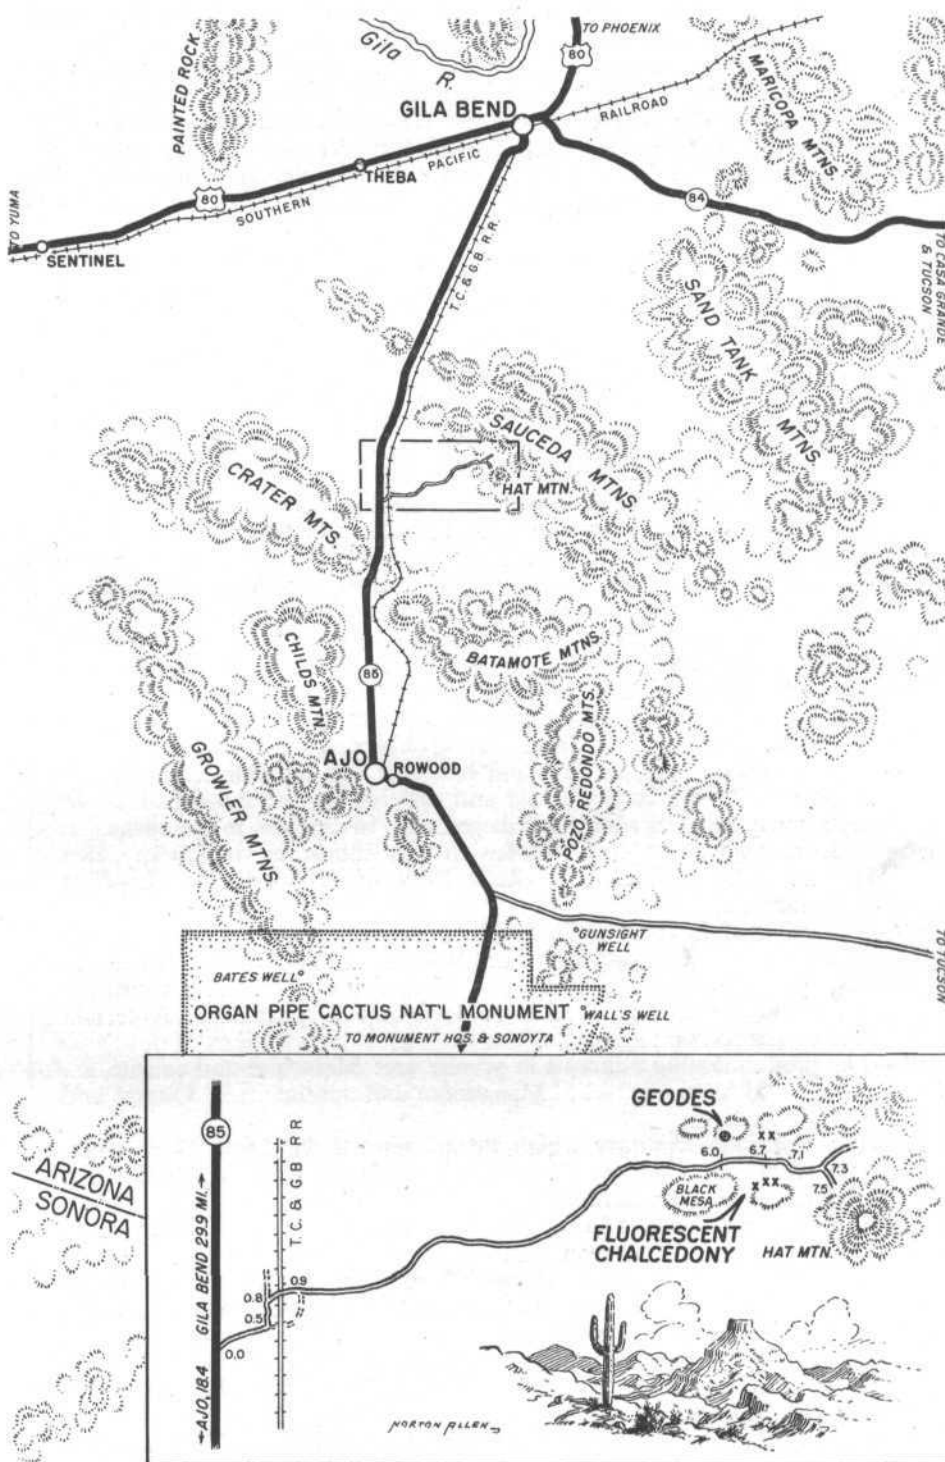 TO PHOENIX
80
Gila R.
PAINTED ROCK
GILA BEND
MARICOPA MTNS.
SOUTHERN PACIFIC RAILROAD
THEBA
80
84
TO YUMA
SENTINEL
TO CASA GRANDE
& TUCSON
T.C. & G.B. R.R.
SAND TANK MTNS
SAUCEDA MTNS.
HAT MTN.
CRATER MTS.
BATAMOTE MTNS.
CHILDS MTN.
85
GROWLER MTNS.
AJO
ROWOOD
POZO REDONDO MTS.
GUNSIGHT
WELL
TO TUCSON
BATES WELL
ORGAN PIPE CACTUS NAT'L MONUMENT
WALL'S WELL
TO MONUMENT HQS. & SONOYTA
ARIZONA
SONORA
85
GEODES
6.0
6.7
7.1
7.3
7.5
BLACK
MESA
FLUORESCENT
CHALCEDONY
HAT MTN.
T.C. & G.B. RR
←AJO, 18.4 GILA BEND 29.9 MI.→
0.9
0.8
0.5
0.0
NORTON ALLEN